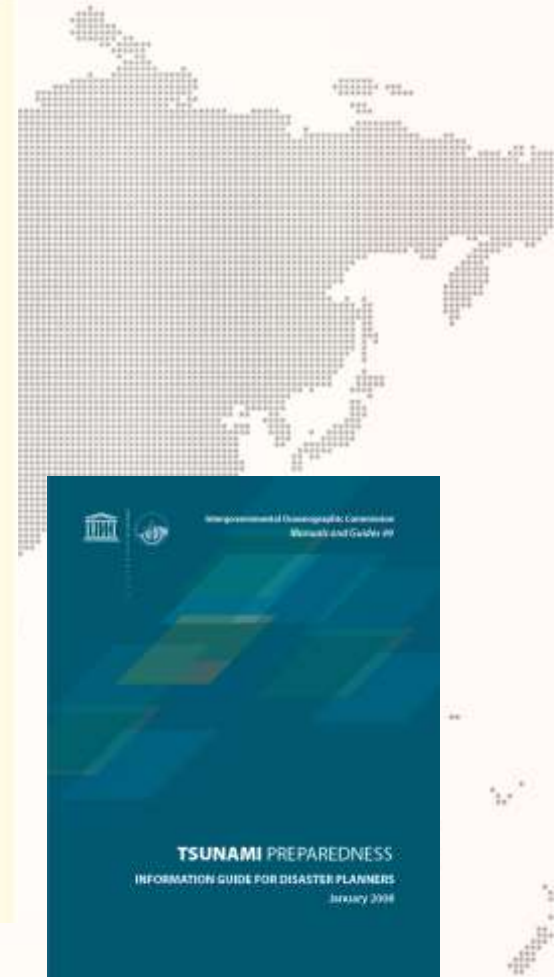 Intergovernmental Oceanographic Commission
Manuals and Guides 49
TSUNAMI PREPAREDNESS
INFORMATION GUIDE FOR DISASTER PLANNERS
January 2008